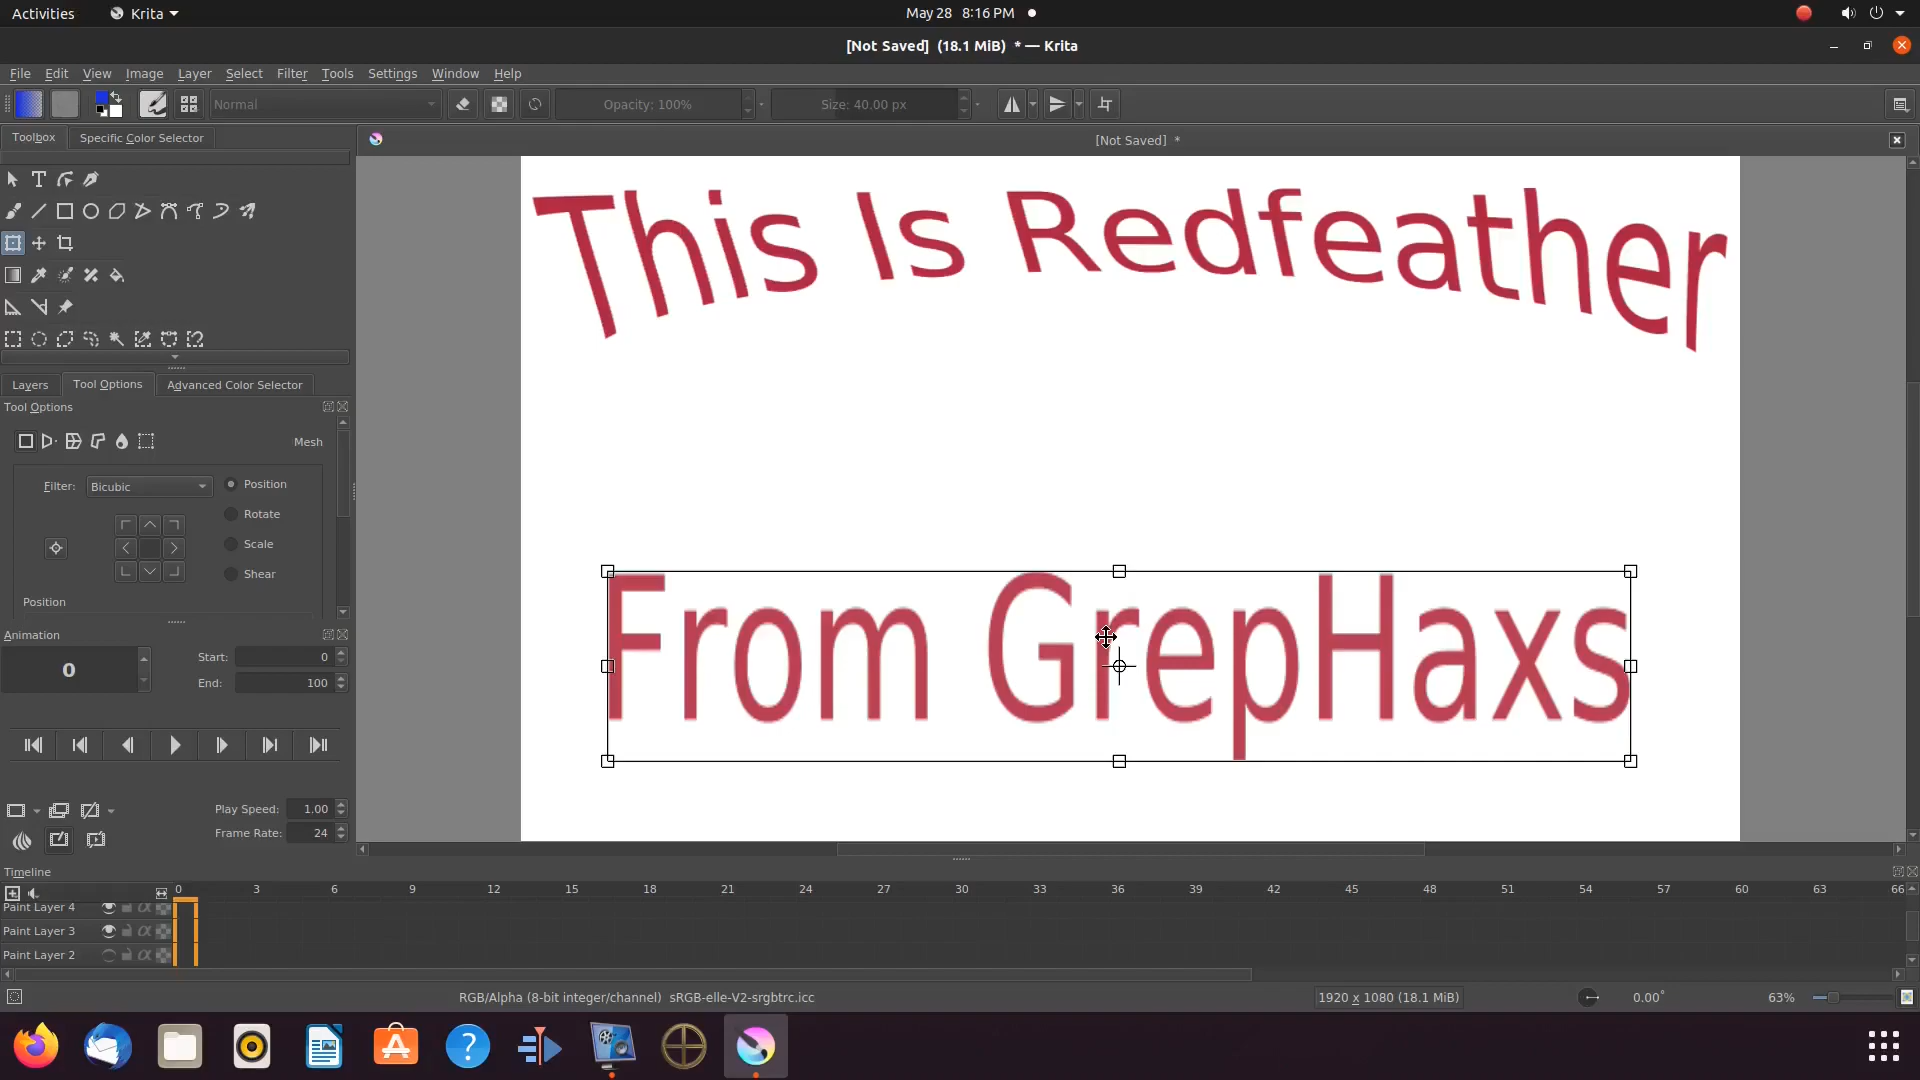 Activities
Krita
May 28 8:16 PM
[Not Saved] (18.1 MiB) * — Krita
File Edit View Image Layer Select Filter Tools Settings Window Help
Normal
Opacity: 100%
Size: 40.00 px
Toolbox
Specific Color Selector
[Not Saved] *
This Is Redfeather
Layers
Tool Options
Advanced Color Selector
Tool Options
Mesh
Filter:
Bicubic
Position
Rotate
Scale
Shear
Position
From GrepHaxs
Animation
0
Start: 0
End: 100
Play Speed: 1.00
Frame Rate: 24
Timeline
0 3 6 9 12 15 18 21 24 27 30 33 36 39 42 45 48 51 54 57 60 63 66
Paint Layer 4
Paint Layer 3
Paint Layer 2
RGB/Alpha (8-bit integer/channel) sRGB-elle-V2-srgbtrc.icc
1920 x 1080 (18.1 MiB)
0.00°
63%